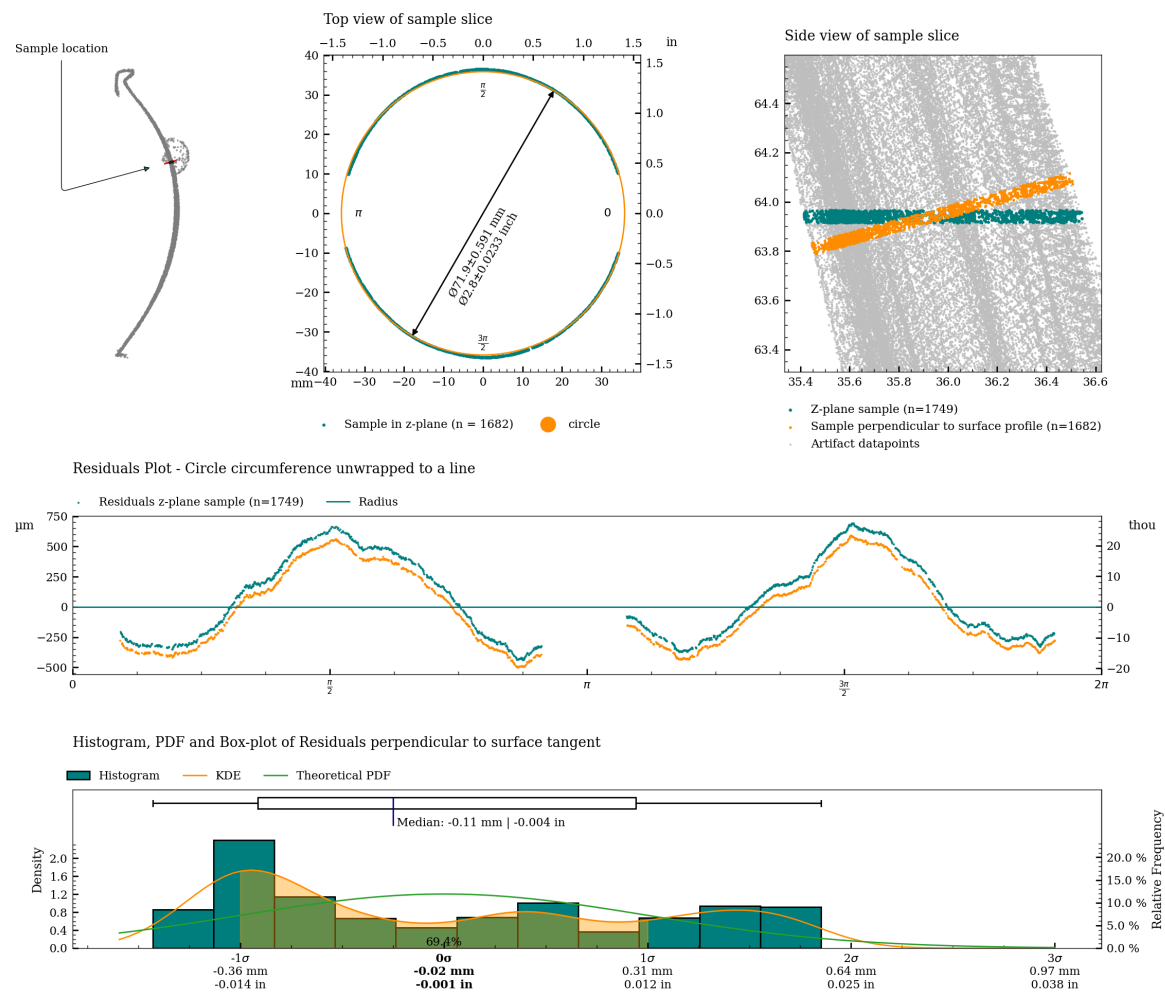 Top view of sample slice
Side view of sample slice
Sample location
−1.5 −1.0 −0.5 0.0 0.5 1.0 1.5 in
40
30
20
10
0
−10
−20
−30
−40
1.5
1.0
0.5
0.0
−0.5
−1.0
−1.5
π/2
π
0
3π/2
Ø71.9±0.591 mm
Ø2.8±0.0233 inch
mm −40 −30 −20 −10 0 10 20 30
Sample in z-plane (n = 1682)
circle
64.4
64.2
64.0
63.8
63.6
63.4
35.4 35.6 35.8 36.0 36.2 36.4 36.6
Z-plane sample (n=1749)
Sample perpendicular to surface profile (n=1682)
Artifact datapoints
Residuals Plot - Circle circumference unwrapped to a line
Residuals z-plane sample (n=1749)
Radius
µm
750
500
250
0
−250
−500
thou
20
10
0
−10
−20
0 π/2 π 3π/2 2π
Histogram, PDF and Box-plot of Residuals perpendicular to surface tangent
Histogram
KDE
Theoretical PDF
Median: -0.11 mm | -0.004 in
Density
2.0
1.6
1.2
0.8
0.4
0.0
Relative Frequency
20.0 %
15.0 %
10.0 %
5.0 %
0.0 %
69.4%
-1σ 0σ 1σ 2σ 3σ
-0.36 mm -0.02 mm 0.31 mm 0.64 mm 0.97 mm
-0.014 in -0.001 in 0.012 in 0.025 in 0.038 in